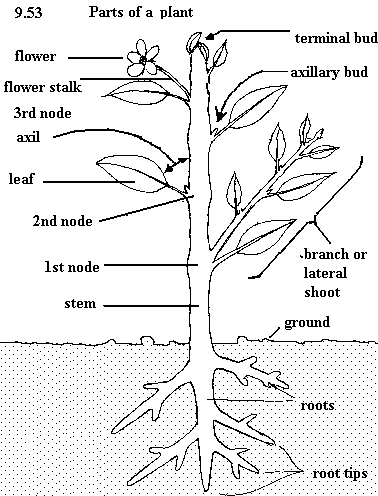 9.53 Parts of a plant
flower
terminal bud
flower stalk
axillary bud
3rd node
axil
leaf
2nd node
1st node
branch or
lateral
shoot
stem
ground
roots
root tips